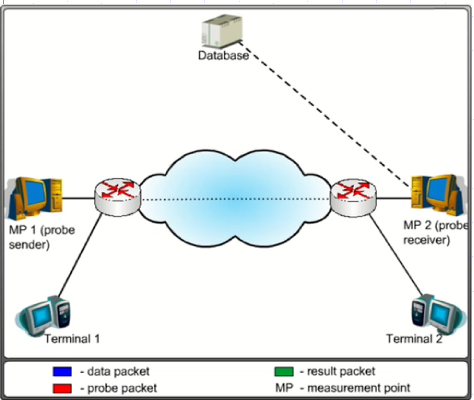 Database
MP 1 (probe
sender)
MP 2 (probe
receiver)
Terminal 1
Terminal 2
- data packet
- result packet
- probe packet
MP - measurement point